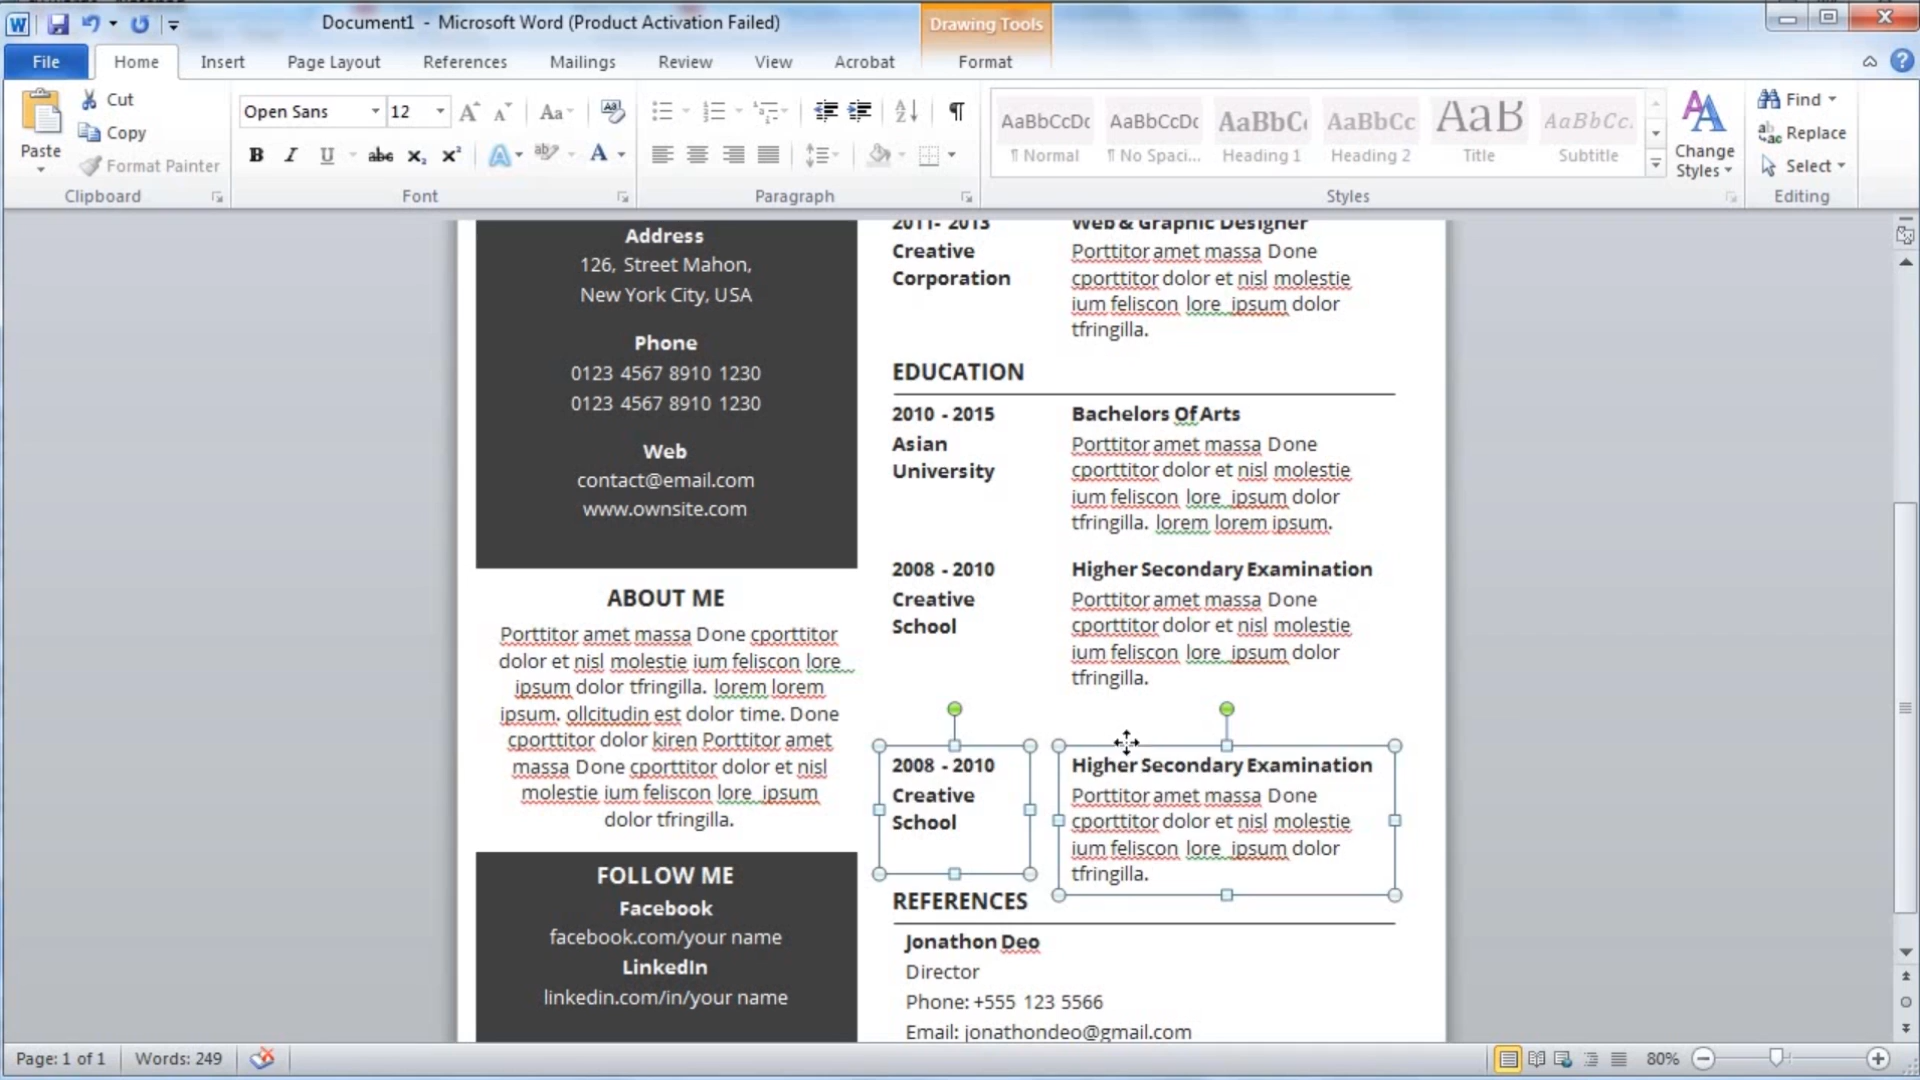 Document1 - Microsoft Word (Product Activation Failed)
Drawing Tools
File
Home
Insert
Page Layout
References
Mailings
Review
View
Acrobat
Format
Paste
Cut
Copy
Format Painter
Clipboard
Open Sans
12
Font
Paragraph
AaBbCcDc
¶ Normal
AaBbCcDc
¶ No Spaci...
AaBbCc
Heading 1
AaBbCc
Heading 2
AaB
Title
AaBbCc.
Subtitle
Styles
Change
Styles
Find
Replace
Select
Editing
Address
126, Street Mahon,
New York City, USA
Phone
0123 4567 8910 1230
0123 4567 8910 1230
Web
contact@email.com
www.ownsite.com
ABOUT ME
Porttitor amet massa Done cporttitor
dolor et nisl molestie ium feliscon lore
ipsum dolor tfringilla. lorem lorem
ipsum. ollcitudin est dolor time. Done
cporttitor dolor kiren Porttitor amet
massa Done cporttitor dolor et nisl
molestie ium feliscon lore ipsum
dolor tfringilla.
FOLLOW ME
Facebook
facebook.com/your name
LinkedIn
linkedin.com/in/your name
2011- 2013
Creative
Corporation
Web & Graphic Designer
Porttitor amet massa Done
cporttitor dolor et nisl molestie
ium feliscon lore ipsum dolor
tfringilla.
EDUCATION
2010 - 2015
Asian
University
Bachelors Of Arts
Porttitor amet massa Done
cporttitor dolor et nisl molestie
ium feliscon lore ipsum dolor
tfringilla. lorem lorem ipsum.
2008 - 2010
Creative
School
Higher Secondary Examination
Porttitor amet massa Done
cporttitor dolor et nisl molestie
ium feliscon lore ipsum dolor
tfringilla.
2008 - 2010
Creative
School
Higher Secondary Examination
Porttitor amet massa Done
cporttitor dolor et nisl molestie
ium feliscon lore ipsum dolor
tfringilla.
REFERENCES
Jonathon Deo
Director
Phone: +555 123 5566
Email: jonathondeo@gmail.com
Page: 1 of 1
Words: 249
80%